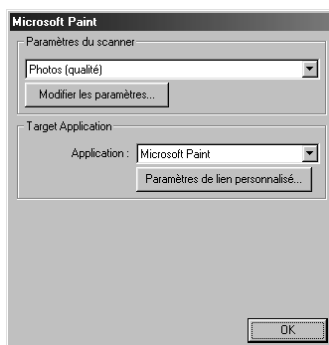 Microsoft Paint
Paramètres du scanner
Photos (qualité)
Modifier les paramètres...
Target Application
Application : Microsoft Paint
Paramètres de lien personnalisé...
OK